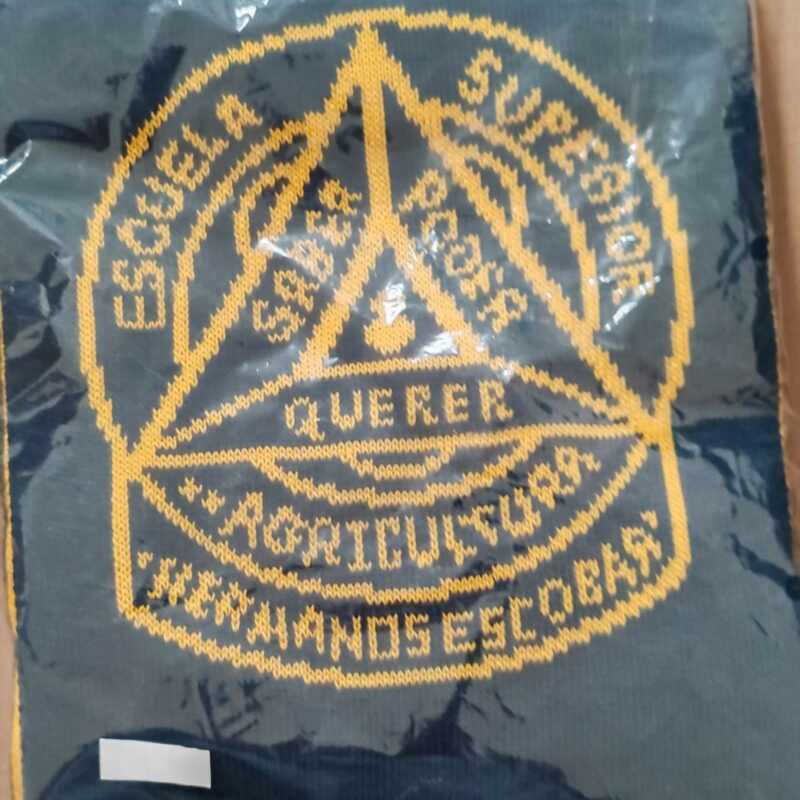 ESCUELA SUPERIOR
SABER
PODER
QUERER
** AGRICULTURA
"HERMANOS ESCOBAR"